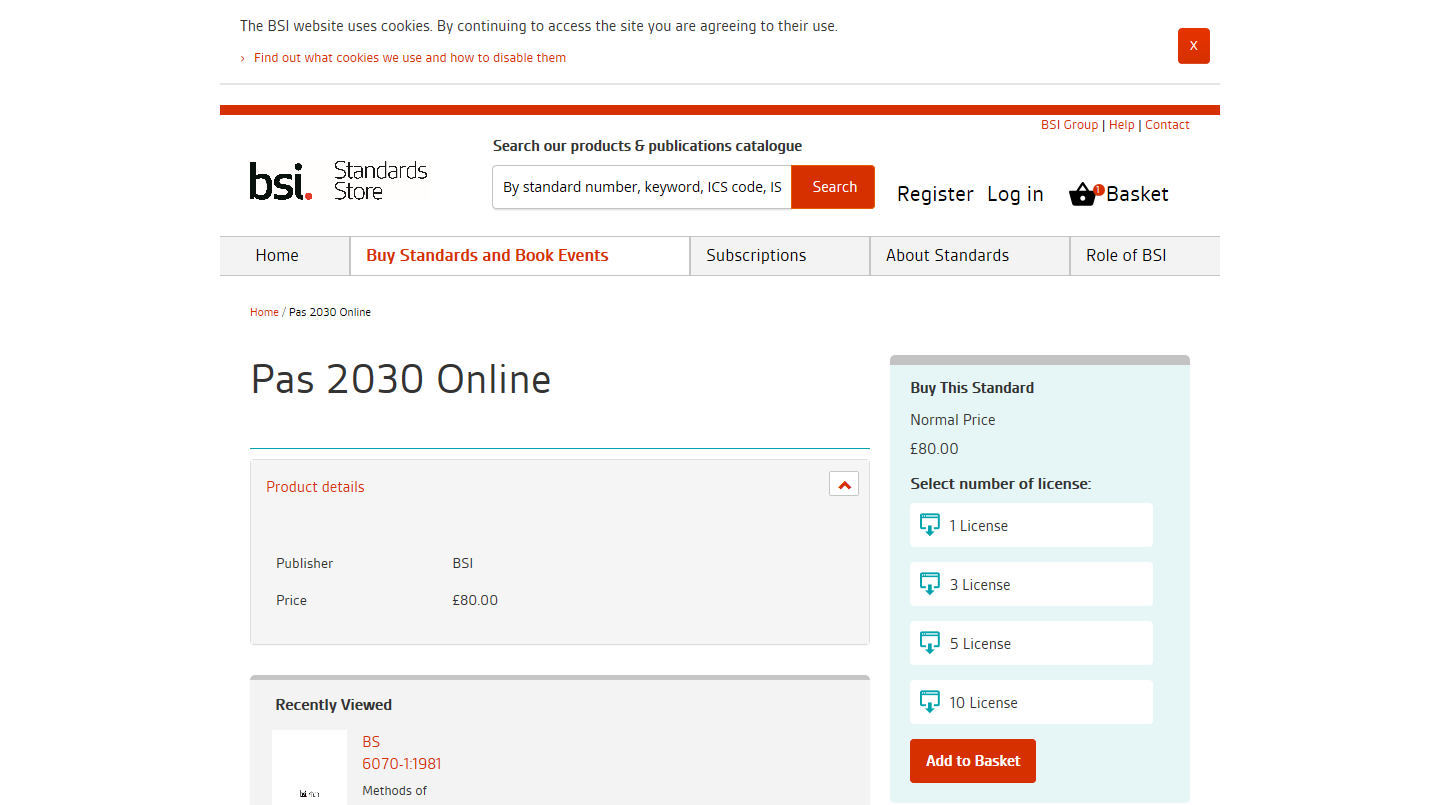 The BSI website uses cookies. By continuing to access the site you are agreeing to their use.
› Find out what cookies we use and how to disable them
X
BSI Group | Help | Contact
bsi. Standards Store
Search our products & publications catalogue
By standard number, keyword, ICS code, IS
Search
Register Log in 1 Basket
Home Buy Standards and Book Events Subscriptions About Standards Role of BSI
Home / Pas 2030 Online
Pas 2030 Online
Product details
Publisher BSI
Price £80.00
Recently Viewed
BS
6070-1:1981
Methods of
Buy This Standard
Normal Price
£80.00
Select number of license:
1 License
3 License
5 License
10 License
Add to Basket